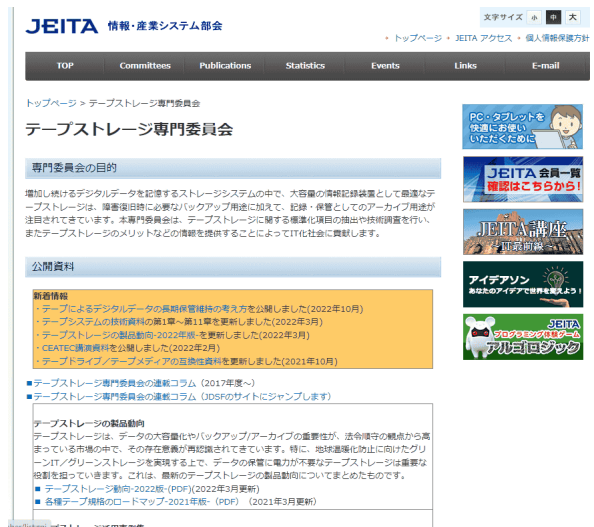 JEITA 情報・産業システム部会
文字サイズ 小 中 大
トップページ ・ JEITA アクセス ・ 個人情報保護方針
TOP Committees Publications Statistics Events Links E-mail
トップページ > テープストレージ専門委員会
テープストレージ専門委員会
専門委員会の目的
増加し続けるデジタルデータを記憶するストレージシステムの中で、大容量の情報記録装置として最適なテ
ープストレージは、障害復旧時に必要なバックアップ用途に加えて、記録・保管としてのアーカイブ用途が
注目されてきています。本専門委員会は、テープストレージに関する標準化項目の抽出や技術調査を行い、
またテープストレージのメリットなどの情報を提供することによってIT化社会に貢献します。
公開資料
新着情報
・テープによるデジタルデータの長期保管維持の考え方を公開しました(2022年10月)
・テープシステムの技術資料の第1章～第11章を更新しました(2022年3月)
・テープストレージの製品動向-2022年版-を更新しました(2022年3月)
・CEATEC講演資料を公開しました(2022年2月)
・テープドライブ／テープメディアの互換性資料を更新しました(2021年10月)
■テープストレージ専門委員会の連載コラム（2017年度～）
■テープストレージ専門委員会の連載コラム（JDSFのサイトにジャンプします）
テープストレージの製品動向
テープストレージは、データの大容量化やバックアップ/アーカイブの重要性が、法令順守の観点から高
まっている市場の中で、その存在意義が再認識されてきています。特に、地球温暖化防止に向けたグリ
ーンIT／グリーンストレージを実現する上で、データの保管に電力が不要なテープストレージは重要な
役割を担っていきます。これは、最新のテープストレージの製品動向についてまとめたものです。
■ テープストレージ動向-2022版-(PDF)(2022年3月更新)
■ 各種テープ規格のロードマップ-2021年版-（PDF）（2021年3月更新）
PC・タブレットを
快適にお使い
いただくために
JEITA 会員一覧
確認はこちらから!
JEITA講座
～IT最前線～
アイデアソン
あなたのアイデアで世界を変えよう!
JEITA
プログラミング体験ゲーム
アルゴロジック